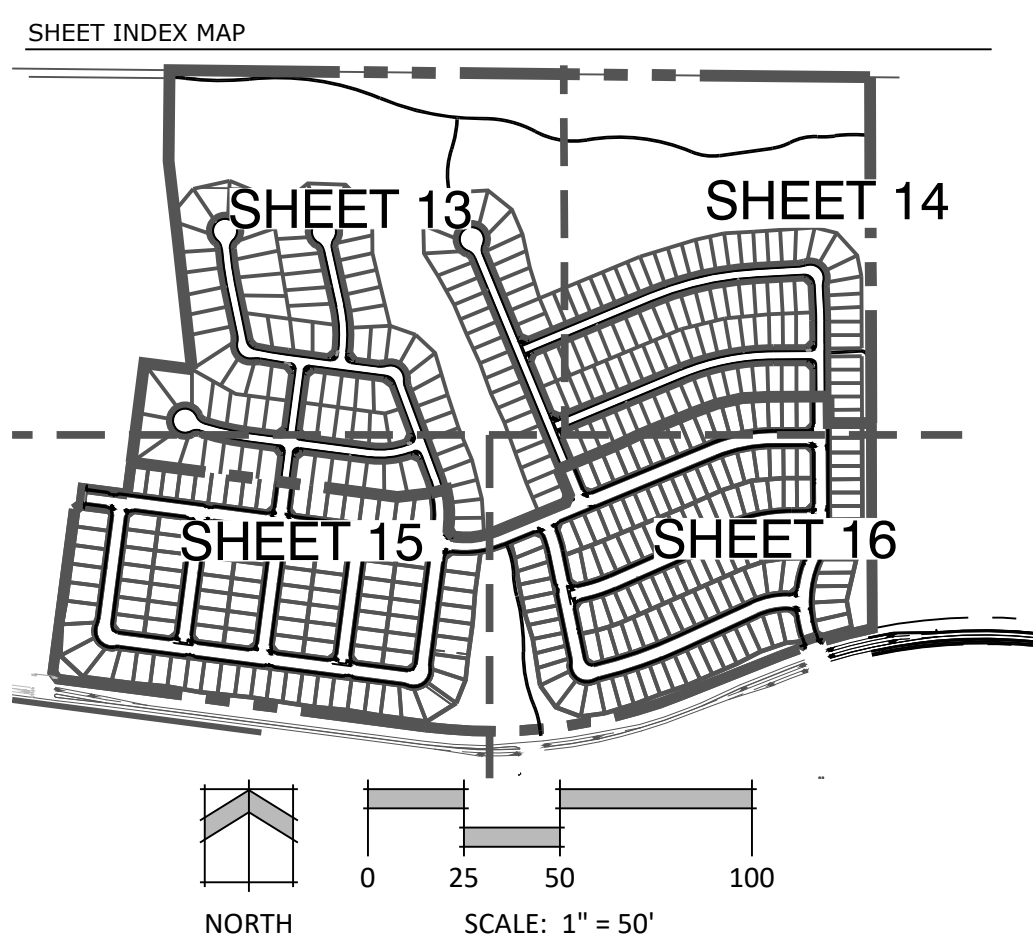 SHEET INDEX MAP
SHEET 13
SHEET 14
SHEET 15
SHEET 16
0 25 50 100
NORTH SCALE: 1" = 50'